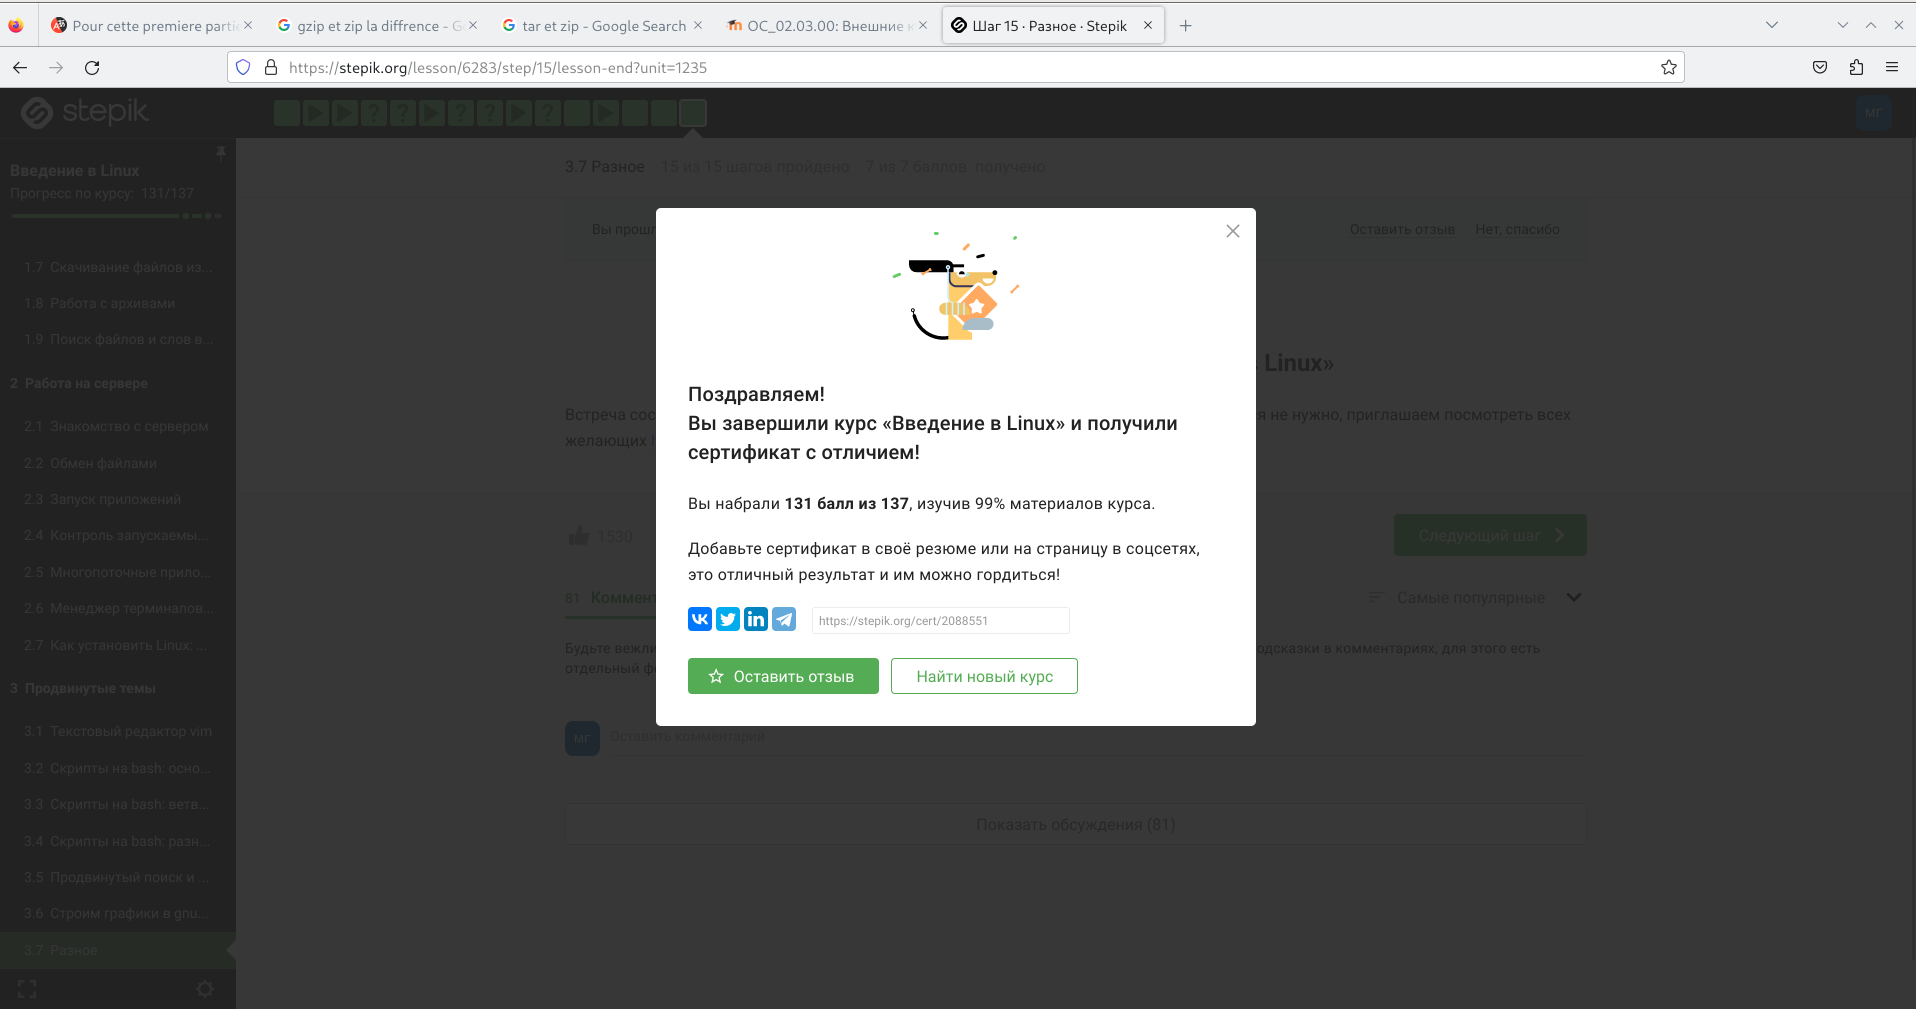 Pour cette premiere parti
gzip et zip la diffrence - G
tar et zip - Google Search
ОС_02.03.00: Внешние к
Шаг 15 · Разное · Stepik
https://stepik.org/lesson/6283/step/15/lesson-end?unit=1235
stepik
МГ
Введение в Linux
Прогресс по курсу: 131/137
1.7 Скачивание файлов из...
1.8 Работа с архивами
1.9 Поиск файлов и слов в...
2 Работа на сервере
2.1 Знакомство с сервером
2.2 Обмен файлами
2.3 Запуск приложений
2.4 Контроль запускаемы...
2.5 Многопоточные прило...
2.6 Менеджер терминалов...
2.7 Как установить Linux: ...
3 Продвинутые темы
3.1 Текстовый редактор vim
3.2 Скрипты на bash: осно...
3.3 Скрипты на bash: ветв...
3.4 Скрипты на bash: разн...
3.5 Продвинутый поиск и ...
3.6 Строим графики в gnu...
3.7 Разное
3.7 Разное 15 из 15 шагов пройдено 7 из 7 баллов получено
Вы прошл
Оставить отзыв Нет, спасибо
Linux»
Встреча сос
я не нужно, приглашаем посмотреть всех
желающих
Поздравляем!
Вы завершили курс «Введение в Linux» и получили
сертификат с отличием!
Вы набрали 131 балл из 137, изучив 99% материалов курса.
Добавьте сертификат в своё резюме или на страницу в соцсетях,
это отличный результат и им можно гордиться!
https://stepik.org/cert/2088551
Оставить отзыв
Найти новый курс
1530
Следующий шаг
81 Коммент
Самые популярные
Будьте вежли
одсказки в комментариях, для этого есть
отдельный ф
МГ
Оставить комментарий
Показать обсуждения (81)